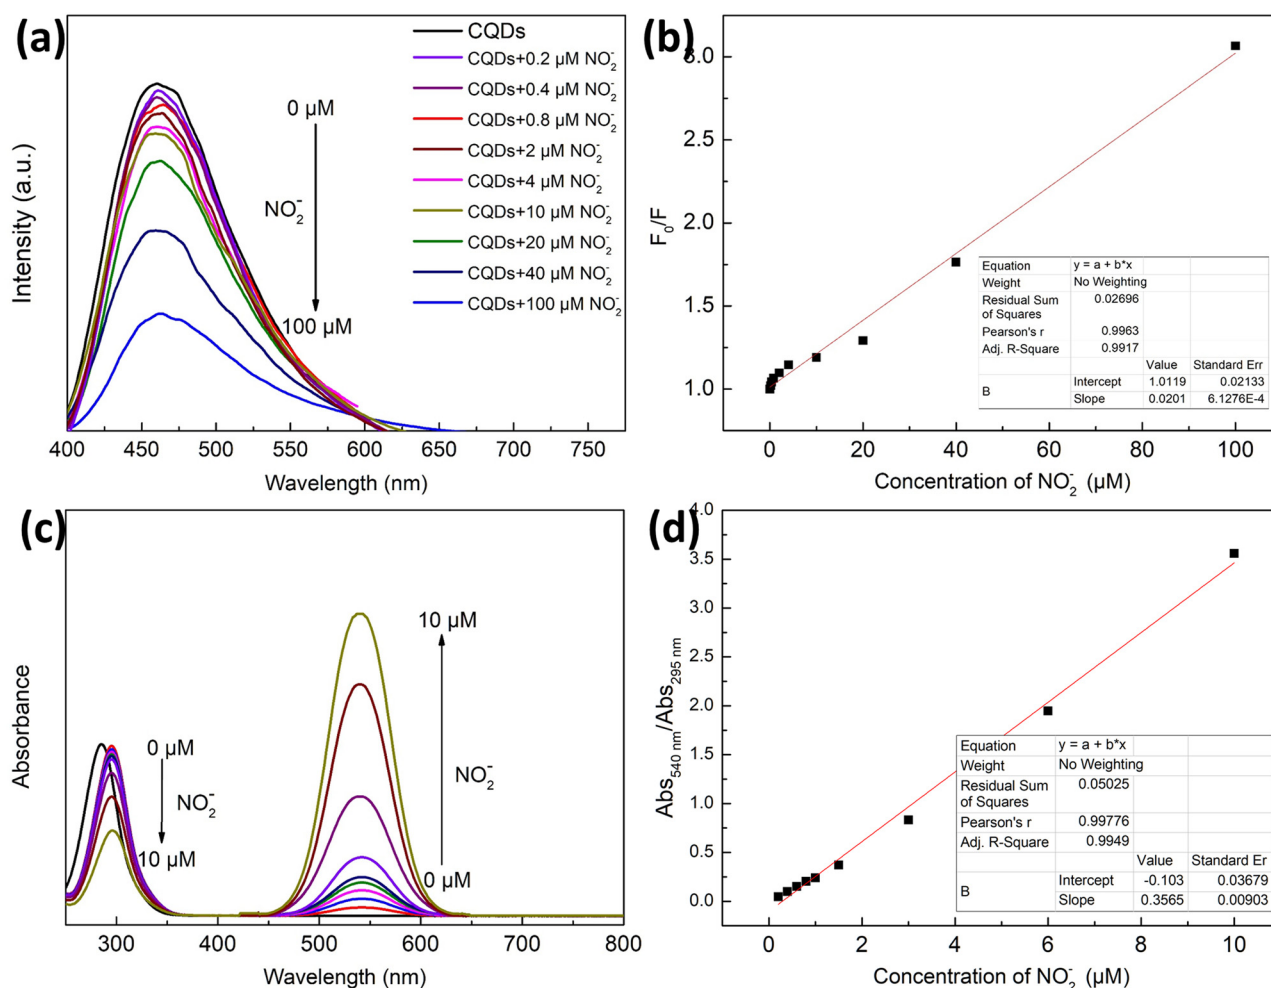 (a)
CQDs
CQDs+0.2 μM NO₂⁻
CQDs+0.4 μM NO₂⁻
CQDs+0.8 μM NO₂⁻
CQDs+2 μM NO₂⁻
CQDs+4 μM NO₂⁻
CQDs+10 μM NO₂⁻
CQDs+20 μM NO₂⁻
CQDs+40 μM NO₂⁻
CQDs+100 μM NO₂⁻
0 μM
NO₂⁻
100 μM
Intensity (a.u.)
400 450 500 550 600 650 700 750
Wavelength (nm)
(b)
F₀/F
3.0
2.5
2.0
1.5
1.0
Equation y = a + b*x
Weight No Weighting
Residual Sum of Squares 0.02696
Pearson's r 0.9963
Adj. R-Square 0.9917
Value Standard Err
B Intercept 1.0119 0.02133
Slope 0.0201 6.1276E-4
0 20 40 60 80 100
Concentration of NO₂⁻ (μM)
(c)
Absorbance
0 μM
NO₂⁻
10 μM
10 μM
NO₂⁻
0 μM
300 400 500 600 700 800
Wavelength (nm)
(d)
Abs₅₄₀ ₙₘ/Abs₂₉₅ ₙₘ
4.0
3.5
3.0
2.5
2.0
1.5
1.0
0.5
0.0
Equation y = a + b*x
Weight No Weighting
Residual Sum of Squares 0.05025
Pearson's r 0.99776
Adj. R-Square 0.9949
Value Standard Er
B Intercept -0.103 0.03679
Slope 0.3565 0.00903
0 2 4 6 8 10
Concentration of NO₂⁻ (μM)